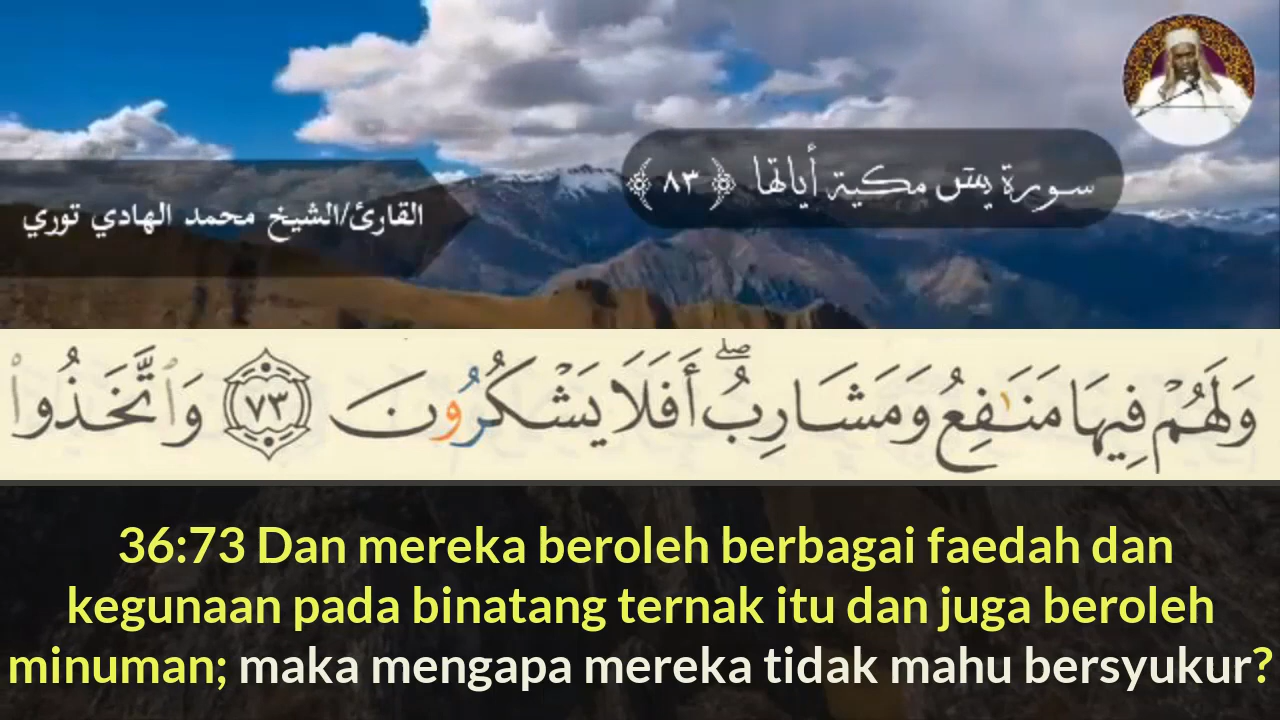 سورة يس مكية أياتها ﴿٨٣﴾
القارئ/الشيخ محمد الهادي توري
وَلَهُمۡ فِيهَا مَنَٰفِعُ وَمَشَارِبُۚ أَفَلَا يَشۡكُرُونَ ٧٣ وَٱتَّخَذُواْ
36:73 Dan mereka beroleh berbagai faedah dan
kegunaan pada binatang ternak itu dan juga beroleh
minuman; maka mengapa mereka tidak mahu bersyukur?